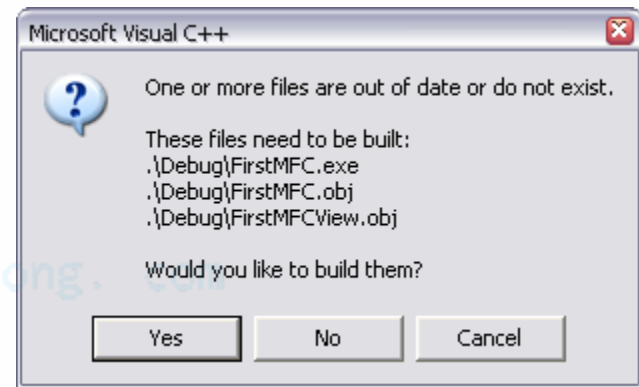 Microsoft Visual C++
One or more files are out of date or do not exist.
These files need to be built:
.\Debug\FirstMFC.exe
.\Debug\FirstMFC.obj
.\Debug\FirstMFCView.obj
ong. com
Would you like to build them?
Yes
No
Cancel